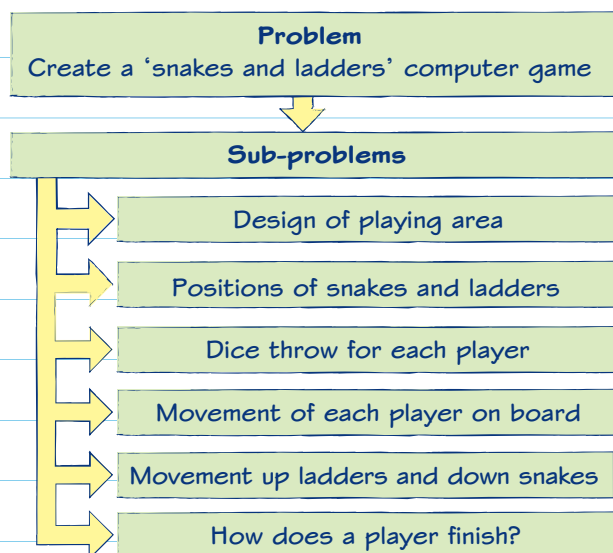 Problem
Create a ‘snakes and ladders’ computer game
Sub-problems
Design of playing area
Positions of snakes and ladders
Dice throw for each player
Movement of each player on board
Movement up ladders and down snakes
How does a player finish?